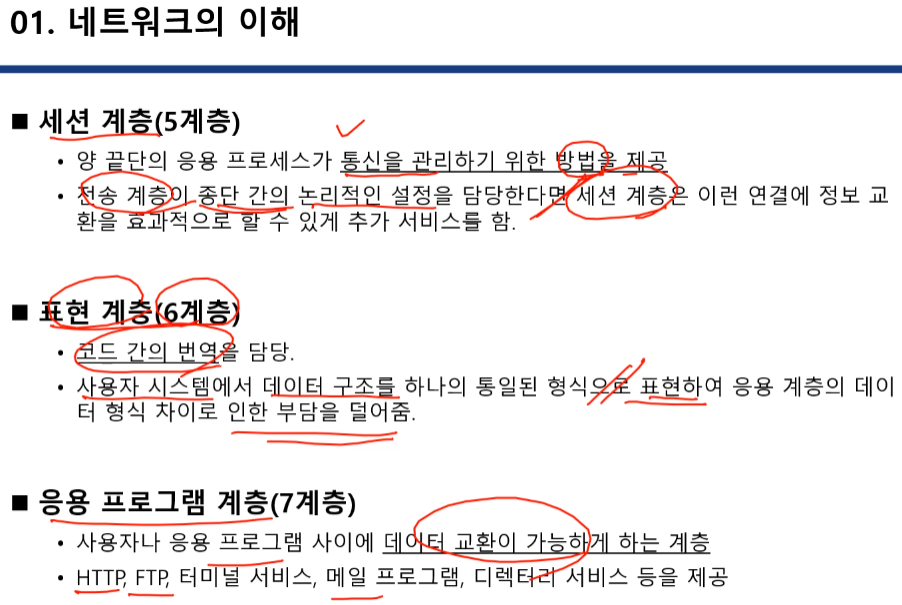 01. 네트워크의 이해
■ 세션 계층(5계층)
• 양 끝단의 응용 프로세스가 통신을 관리하기 위한 방법을 제공
• 전송 계층이 종단 간의 논리적인 설정을 담당한다면 세션 계층은 이런 연결에 정보 교
환을 효과적으로 할 수 있게 추가 서비스를 함.
■ 표현 계층(6계층)
• 코드 간의 번역을 담당.
• 사용자 시스템에서 데이터 구조를 하나의 통일된 형식으로 표현하여 응용 계층의 데이
터 형식 차이로 인한 부담을 덜어줌.
■ 응용 프로그램 계층(7계층)
• 사용자나 응용 프로그램 사이에 데이터 교환이 가능하게 하는 계층
• HTTP, FTP, 터미널 서비스, 메일 프로그램, 디렉터리 서비스 등을 제공